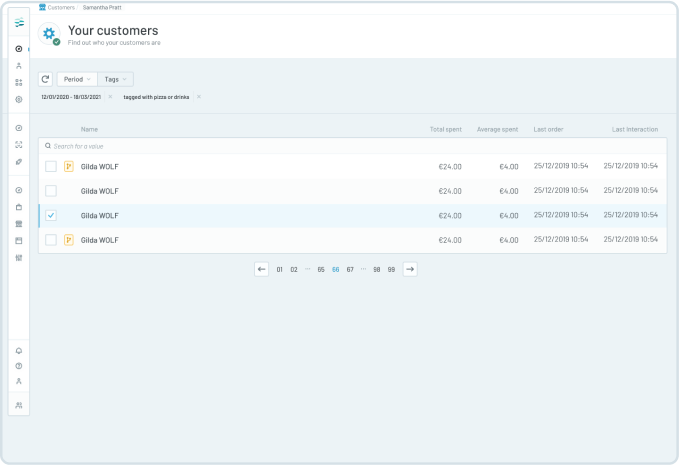 Customers / Samantha Pratt
Your customers
Find out who your customers are
Period
Tags
12/01/2020 - 18/03/2021 × tagged with pizza or drinks ×
Name Total spent Average spent Last order Last Interaction
Search for a value
Gilda WOLF €24.00 €4.00 25/12/2019 10:54 25/12/2019 10:54
Gilda WOLF €24.00 €4.00 25/12/2019 10:54 25/12/2019 10:54
Gilda WOLF €24.00 €4.00 25/12/2019 10:54 25/12/2019 10:54
Gilda WOLF €24.00 €4.00 25/12/2019 10:54 25/12/2019 10:54
← 01 02 ... 65 66 67 ... 98 99 →